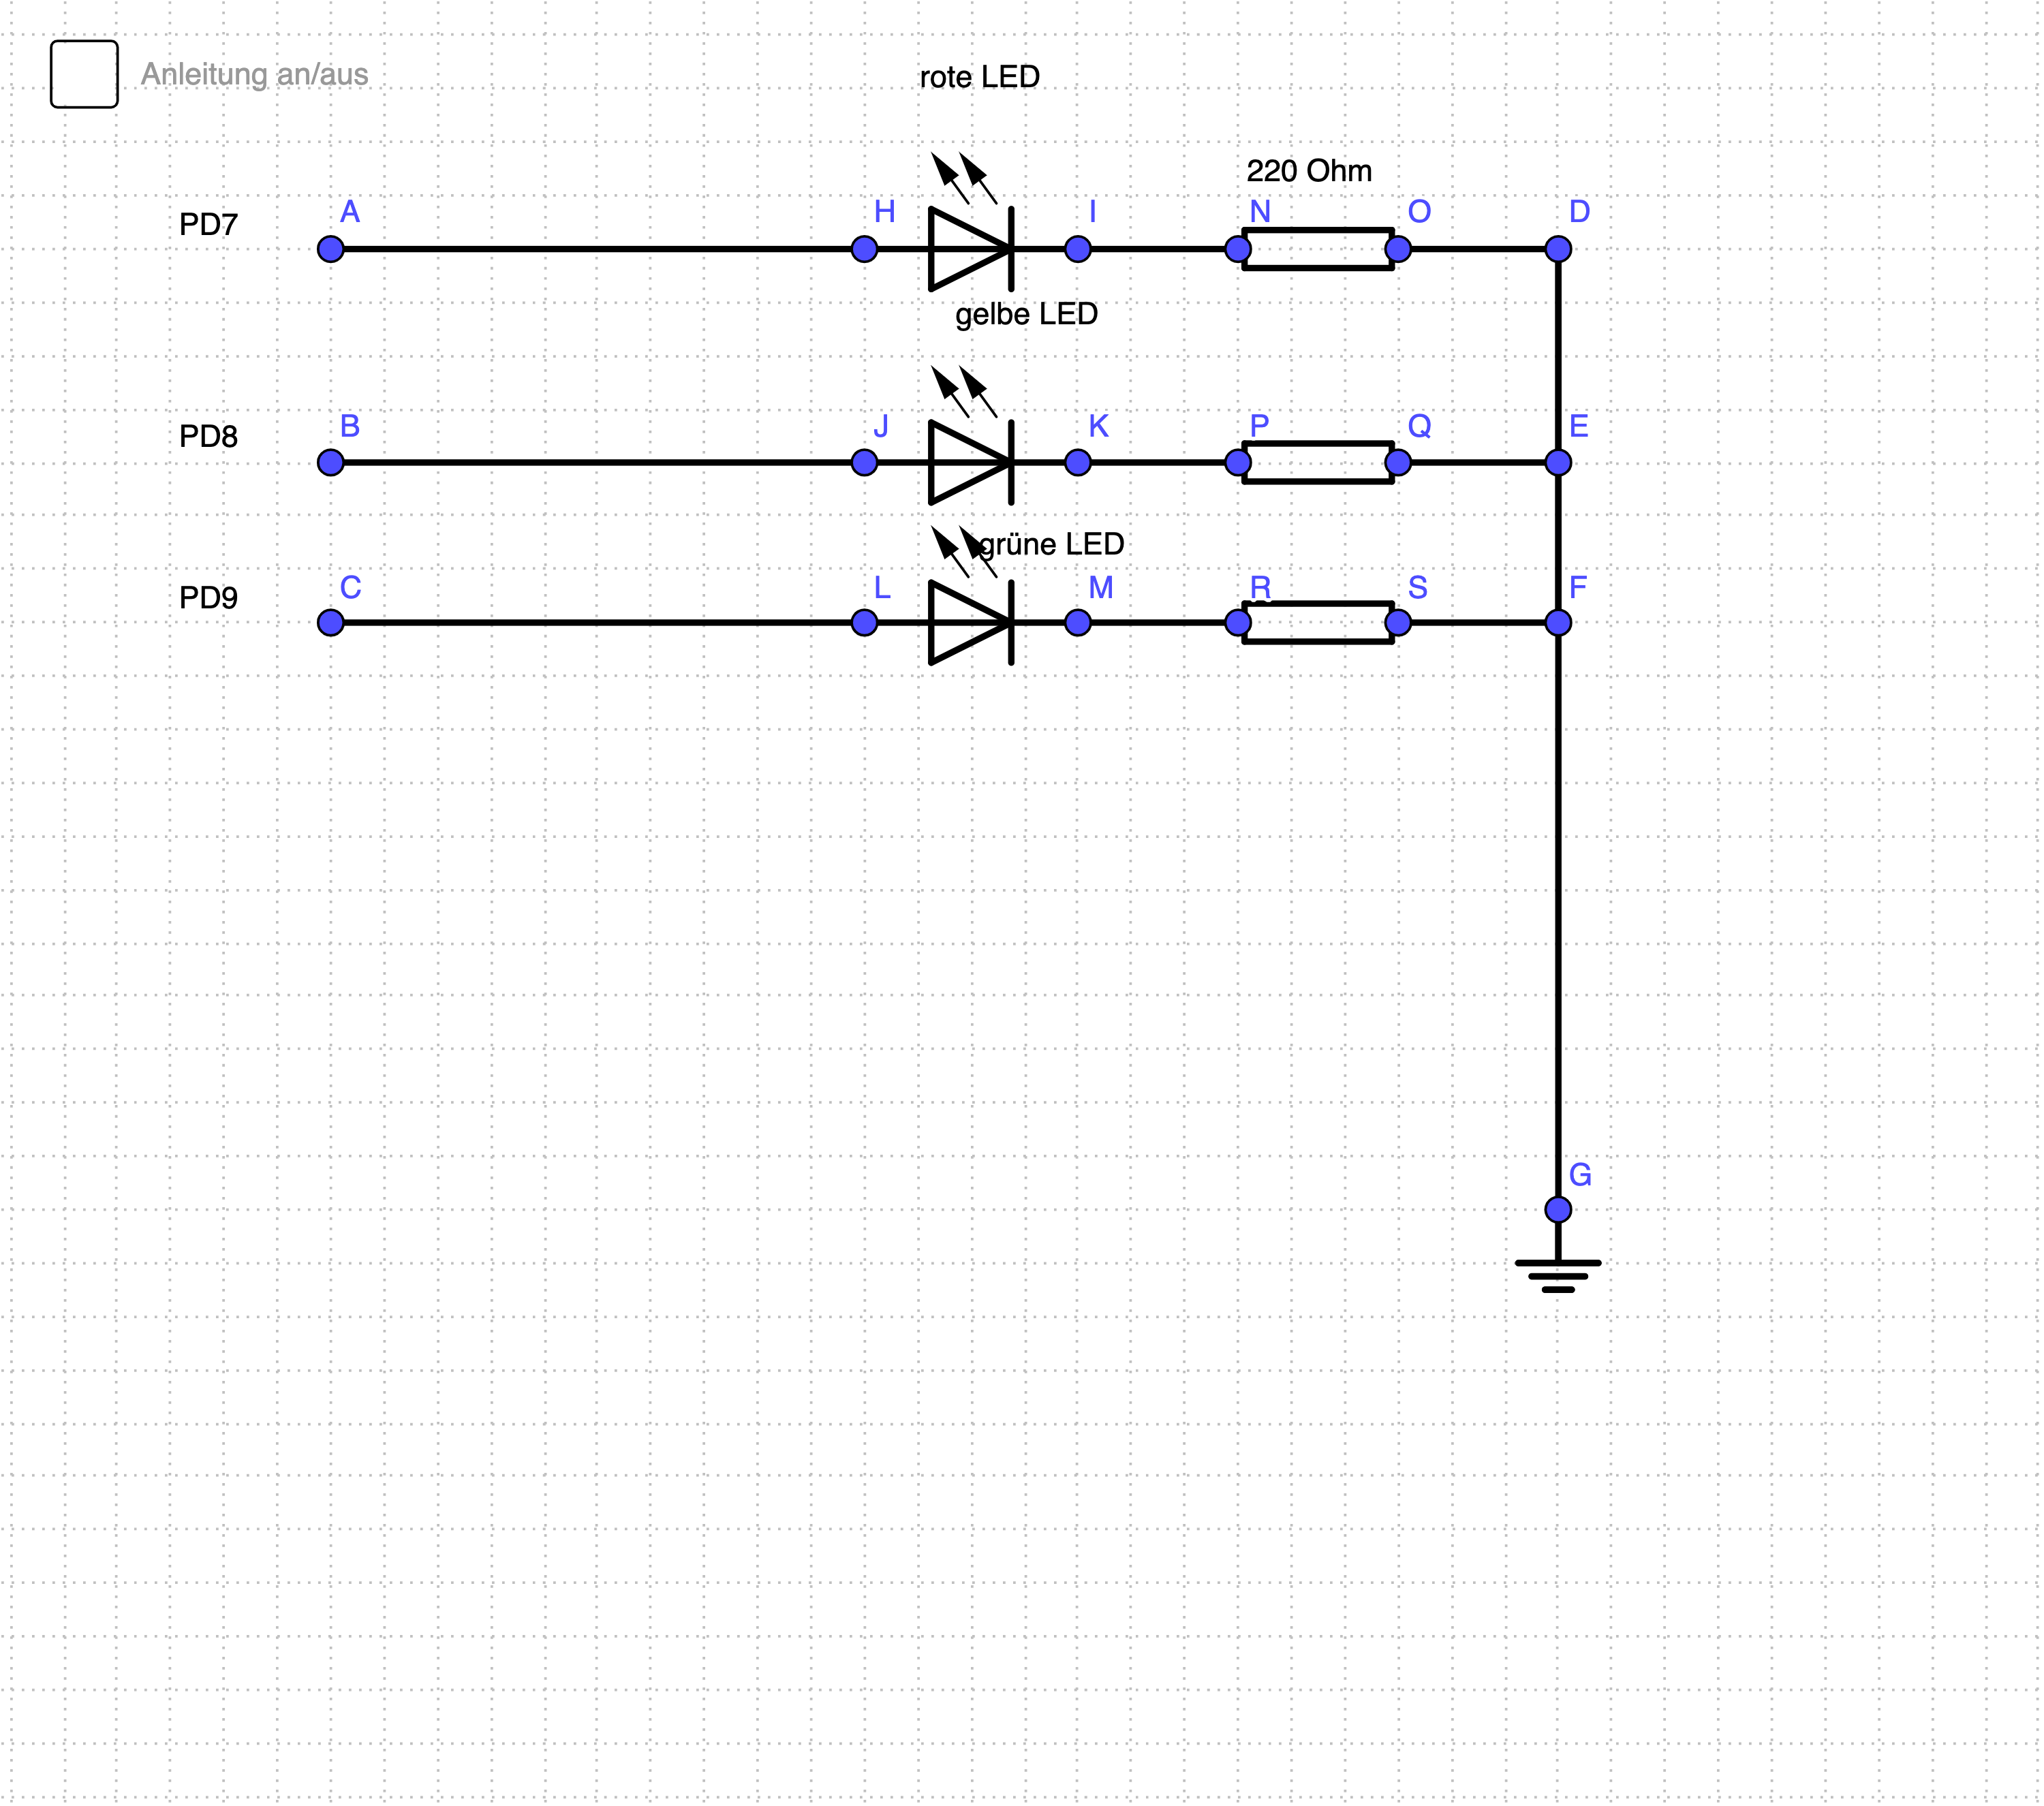 Anleitung an/aus
rote LED
220 Ohm
PD7
A
H
I
N
O
D
gelbe LED
PD8
B
J
K
P
Q
E
grüne LED
PD9
C
L
M
R
S
F
G